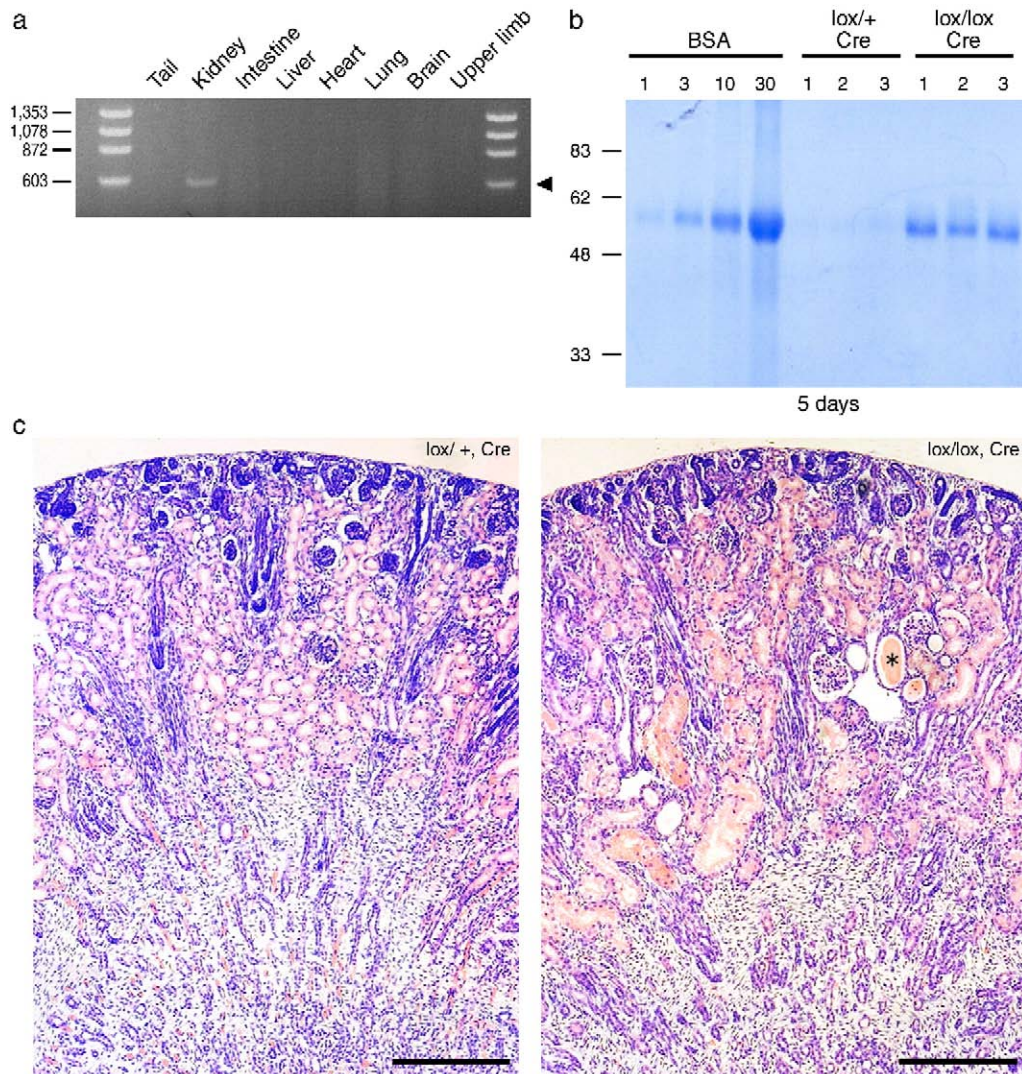 a
Tail Kidney Intestine Liver Heart Lung Brain Upper limb
1,353
1,078
872
603
b
BSA lox/+ Cre lox/lox Cre
1 3 10 30 1 2 3 1 2 3
83
62
48
33
5 days
c
lox/ +, Cre
lox/lox, Cre
*